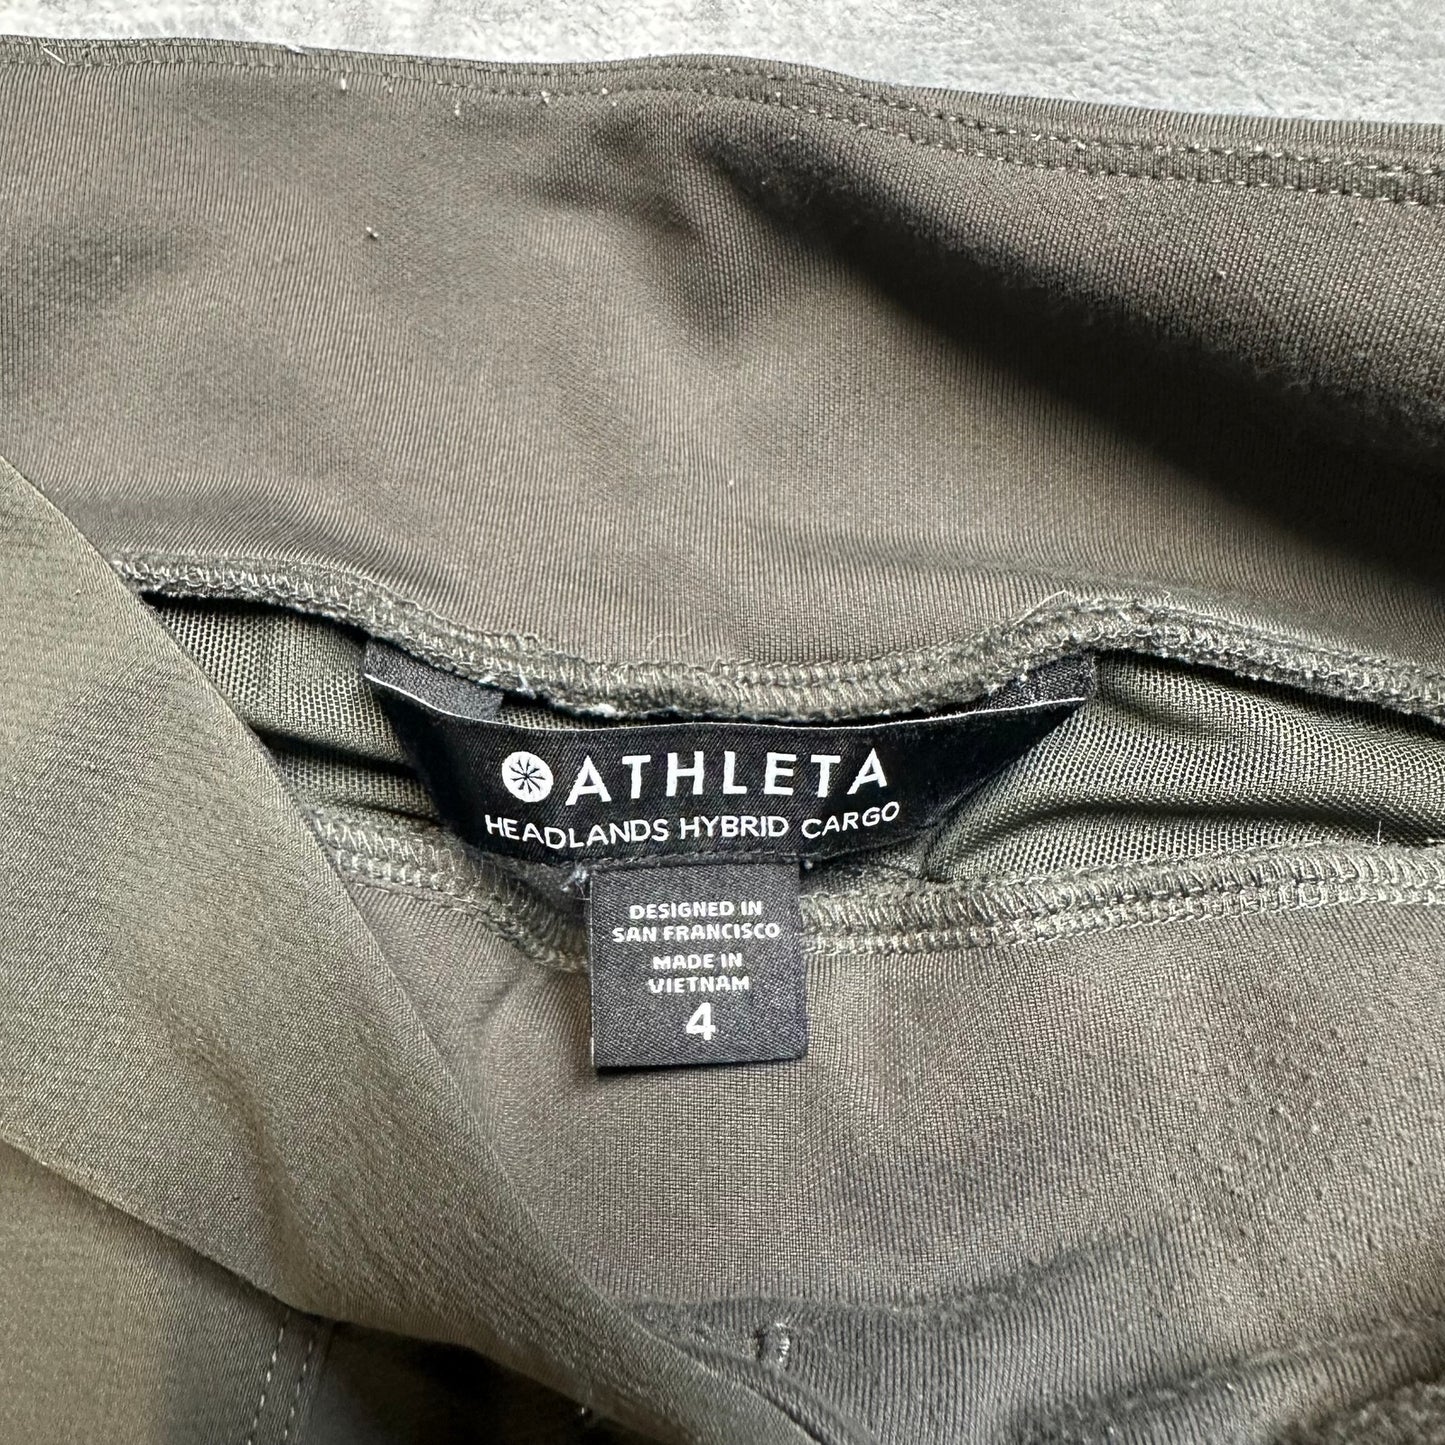 ATHLETA
HEADLANDS HYBRID CARGO
DESIGNED IN
SAN FRANCISCO
MADE IN
VIETNAM
4